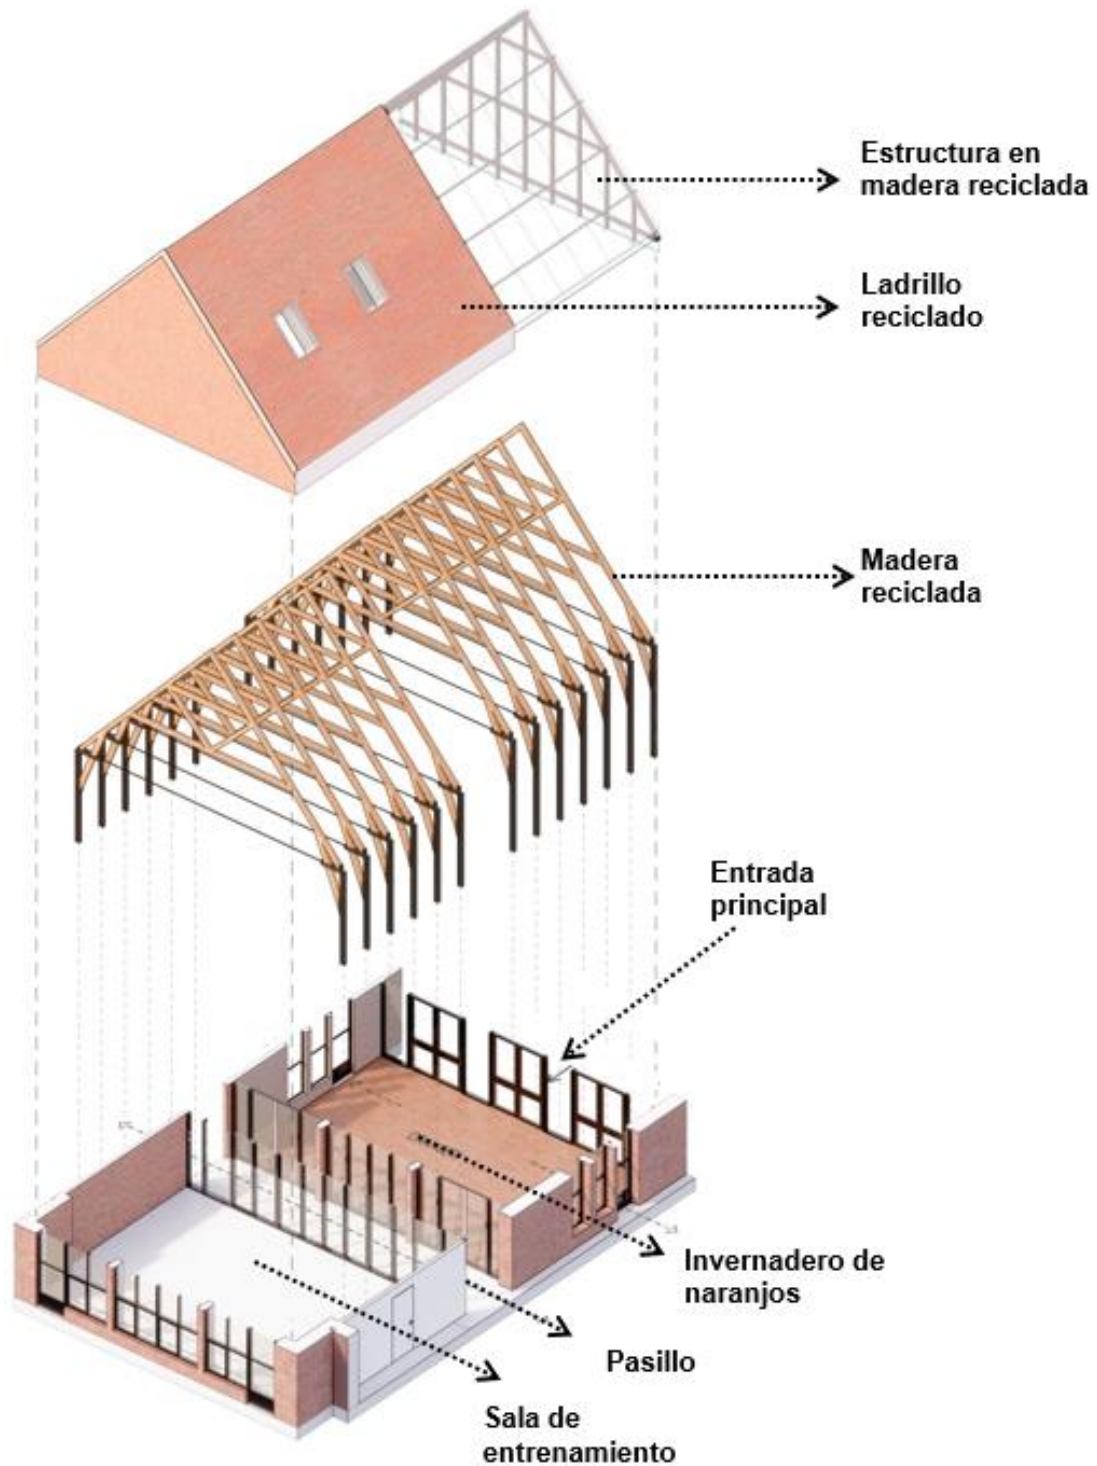 Estructura en
madera reciclada
Ladrillo
reciclado
Madera
reciclada
Entrada
principal
Invernadero de
naranjos
Pasillo
Sala de
entrenamiento